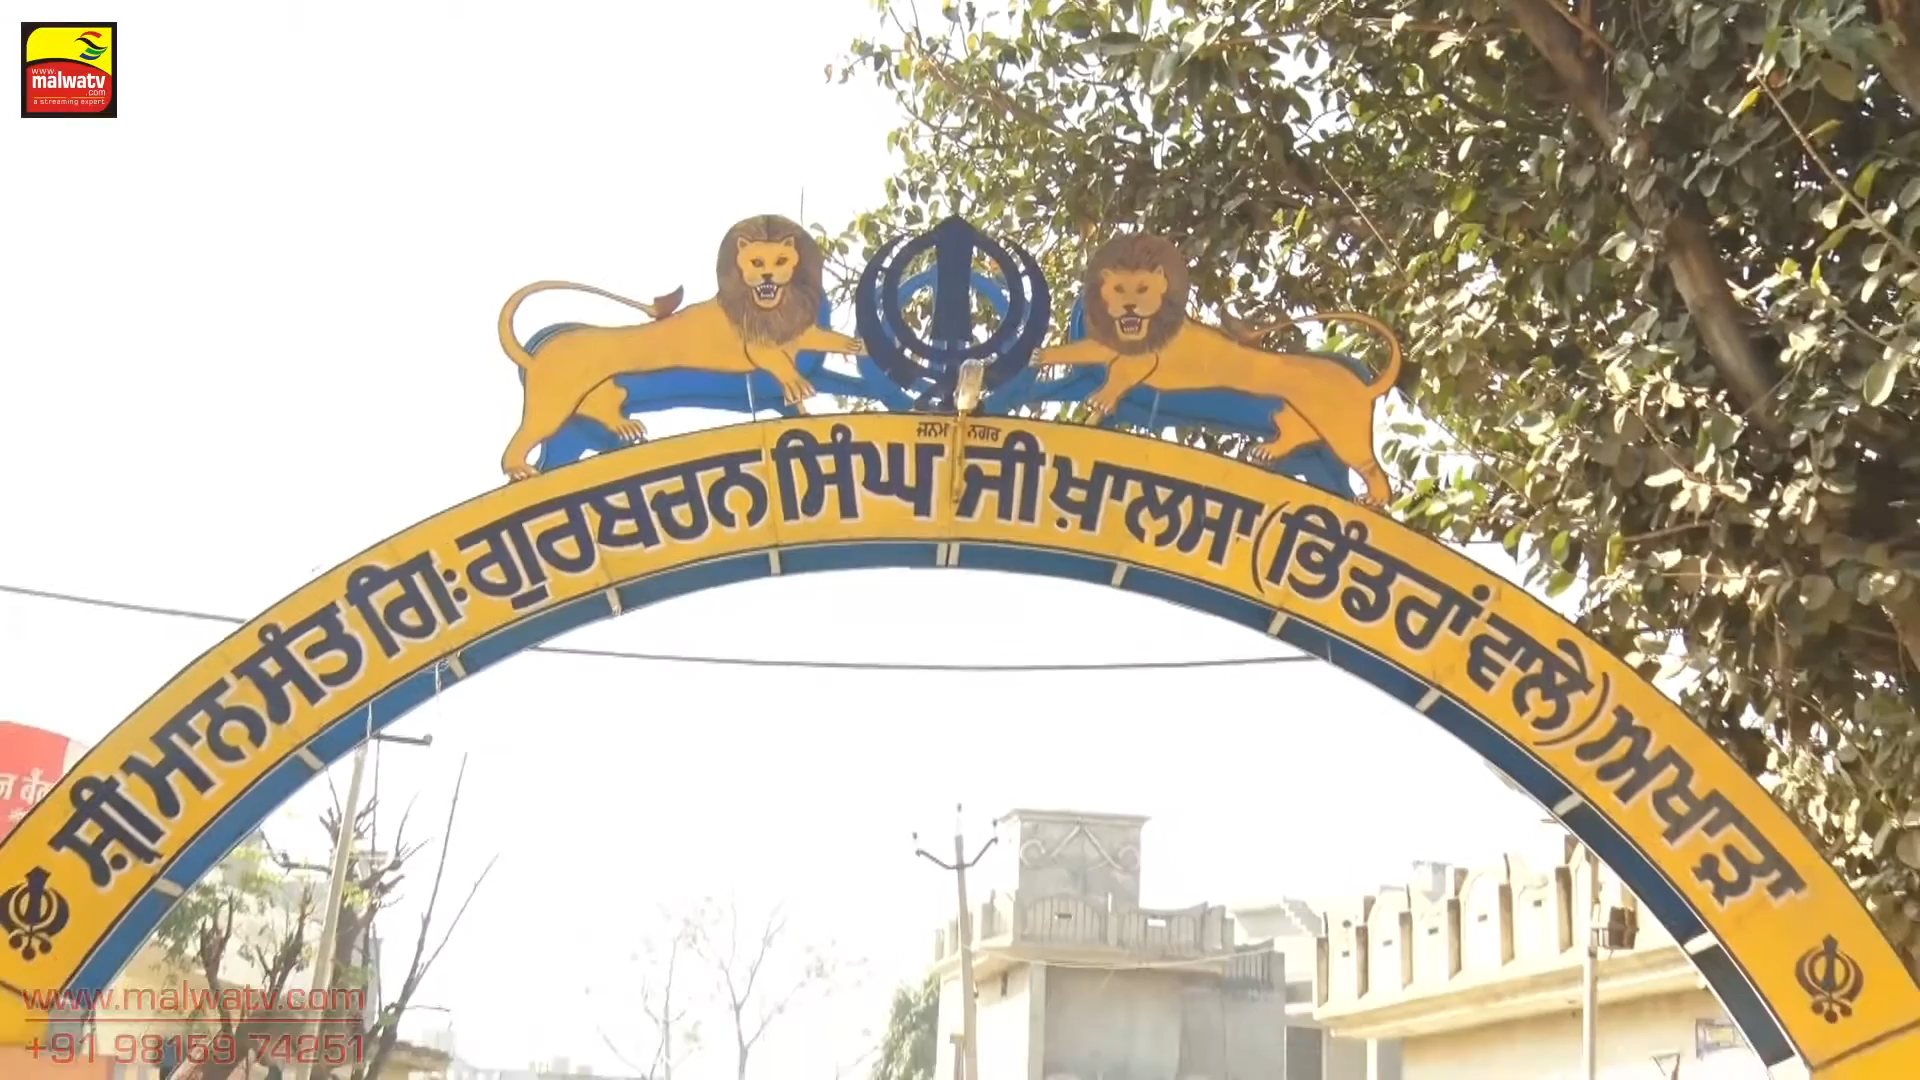 www.
malwatv
.com
a streaming expert
ਜਨਮ ਨਗਰ
ਸ਼੍ਰੀ ਮਾਨ ਸੰਤ ਗਿ: ਗੁਰਬਚਨ ਸਿੰਘ ਜੀ ਖ਼ਾਲਸਾ (ਭਿੰਡਰਾਂ ਵਾਲੇ) ਅਖਾੜਾ
www.malwatv.com
+91 98159 74251